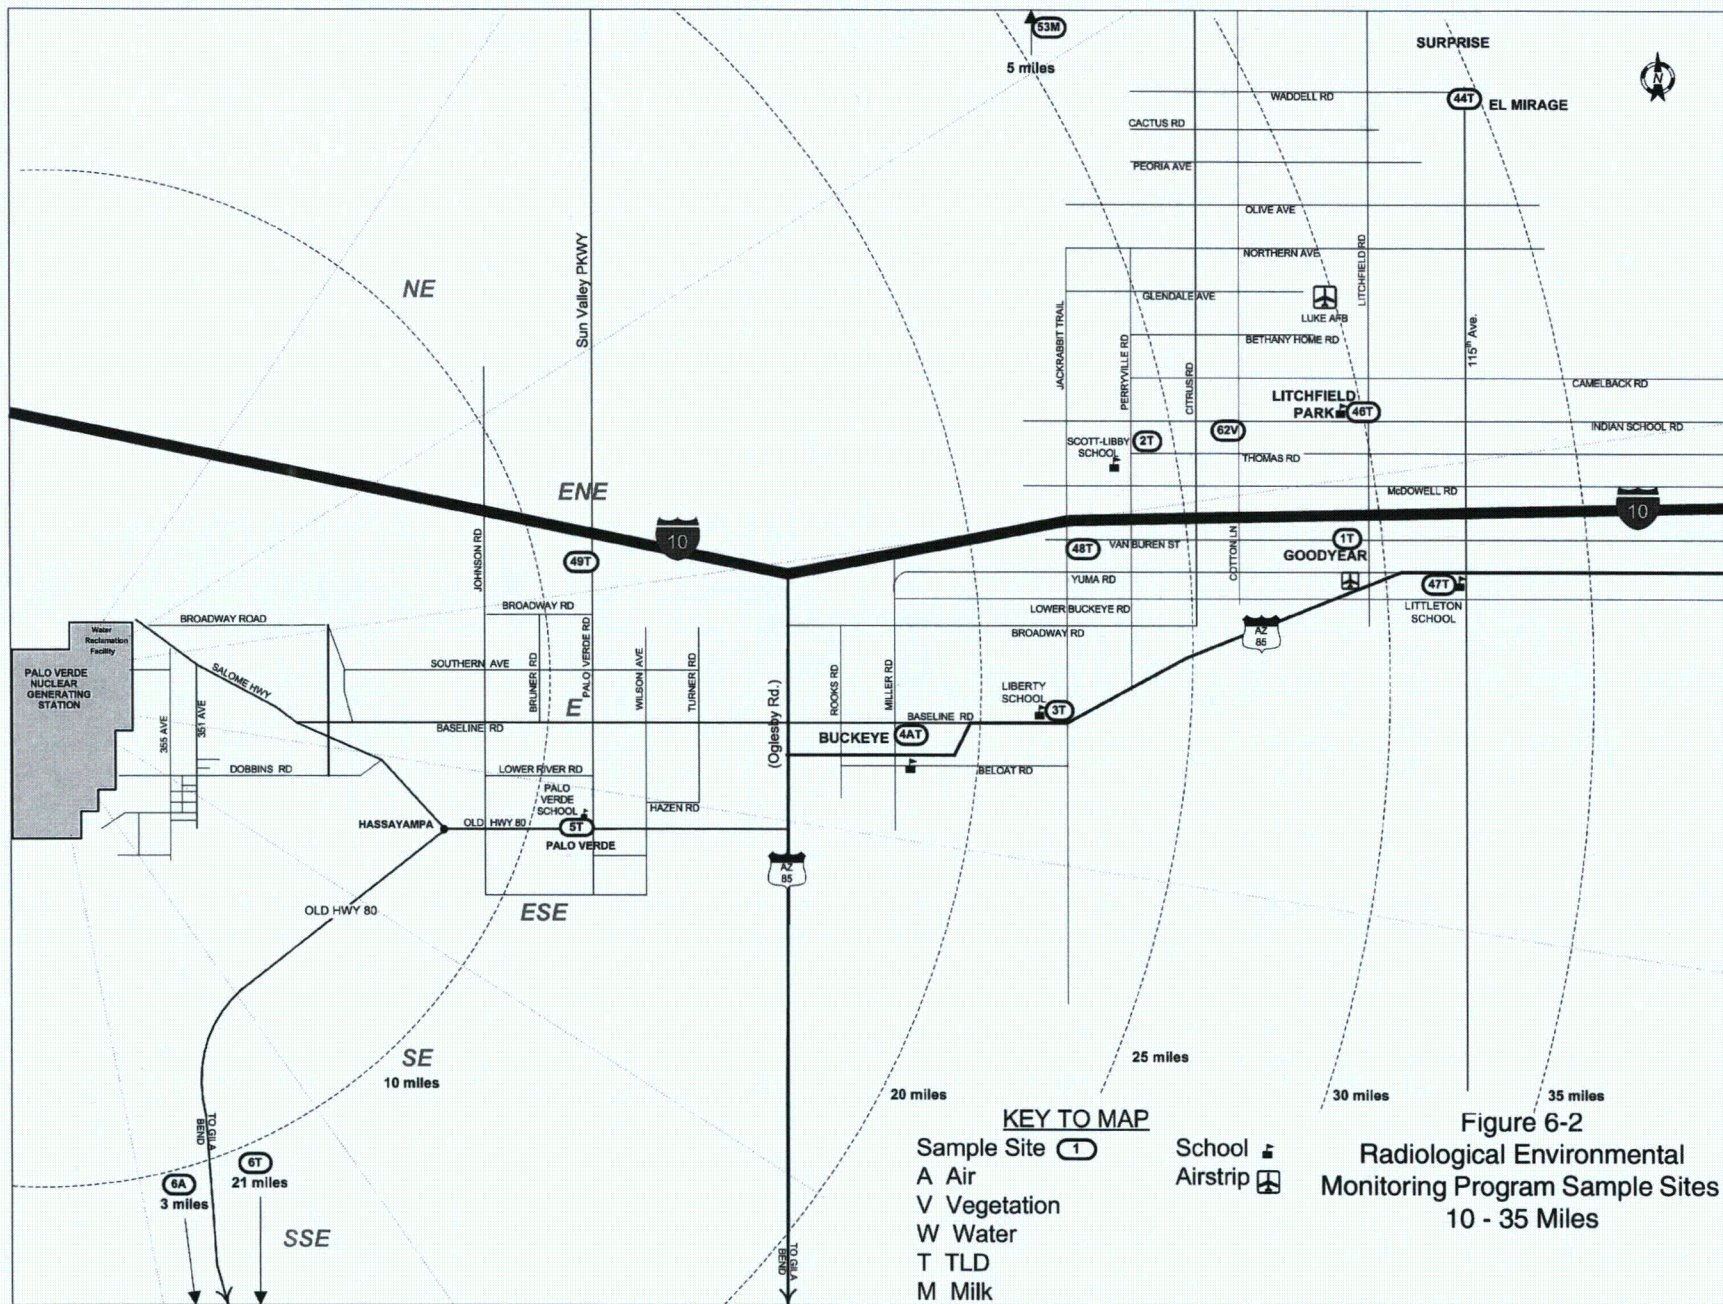 53M
5 miles
SURPRISE
N
WADDELL RD
44T
EL MIRAGE
CACTUS RD
PEORIA AVE
OLIVE AVE
NORTHERN AVE
LITCHFIELD RD
NE
Sun Valley PKWY
GLENDALE AVE
LUKE AFB
JACKRABBIT TRAIL
PERRYVILLE RD
BETHANY HOME RD
115th Ave.
CITRUS RD
CAMELBACK RD
LITCHFIELD
PARK
46T
62V
INDIAN SCHOOL RD
SCOTT-LIBBY
SCHOOL
2T
THOMAS RD
ENE
McDOWELL RD
10
10
JOHNSON RD
49T
48T
VAN BUREN ST
COTTON LN
1T
GOODYEAR
YUMA RD
47T
LITTLETON
SCHOOL
BROADWAY RD
LOWER BUCKEYE RD
BROADWAY ROAD
BROADWAY RD
AZ
85
Water
Reclamation
Facility
PALO VERDE
NUCLEAR
GENERATING
STATION
SALOME HWY
SOUTHERN AVE
BRUNER RD
PALO VERDE RD
WILSON AVE
TURNER RD
(Oglesby Rd.)
ROOKS RD
MILLER RD
LIBERTY
SCHOOL
3T
355 AVE
351 AVE
E
BASELINE RD
BASELINE RD
BUCKEYE
4AT
DOBBINS RD
LOWER RIVER RD
BELOAT RD
PALO
VERDE
SCHOOL
HAZEN RD
HASSAYAMPA
OLD HWY 80
5T
PALO VERDE
AZ
85
OLD HWY 80
ESE
SE
10 miles
25 miles
20 miles
30 miles
35 miles
TO GILA
BEND
6T
21 miles
6A
3 miles
SSE
TO GILA
BEND
KEY TO MAP
Sample Site 1
School
A Air
Airstrip
V Vegetation
W Water
T TLD
M Milk
Figure 6-2
Radiological Environmental
Monitoring Program Sample Sites
10 - 35 Miles